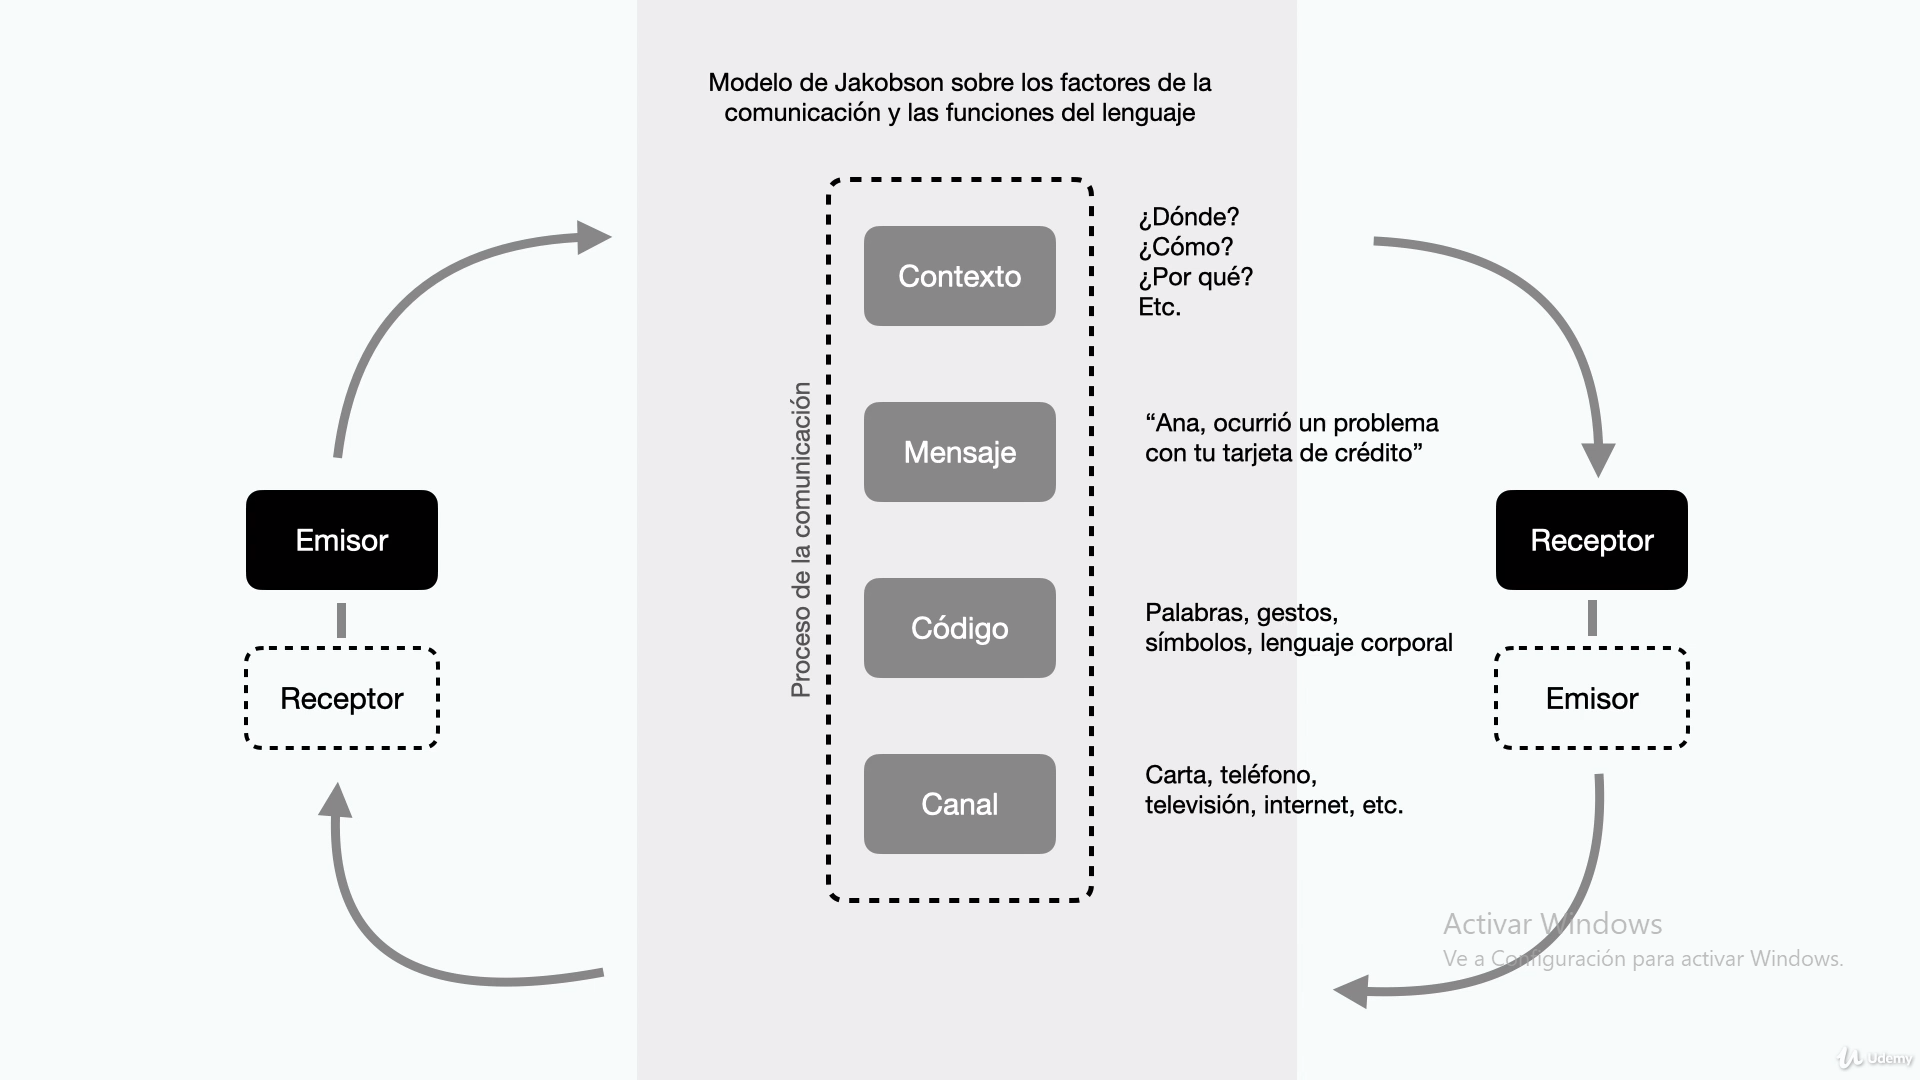 Modelo de Jakobson sobre los factores de la
comunicación y las funciones del lenguaje
Emisor
Receptor
Proceso de la comunicación
Contexto
¿Dónde?
¿Cómo?
¿Por qué?
Etc.
Mensaje
“Ana, ocurrió un problema
con tu tarjeta de crédito”
Código
Palabras, gestos,
símbolos, lenguaje corporal
Canal
Carta, teléfono,
televisión, internet, etc.
Receptor
Emisor
Activar Windows
Ve a Configuración para activar Windows.
Udemy